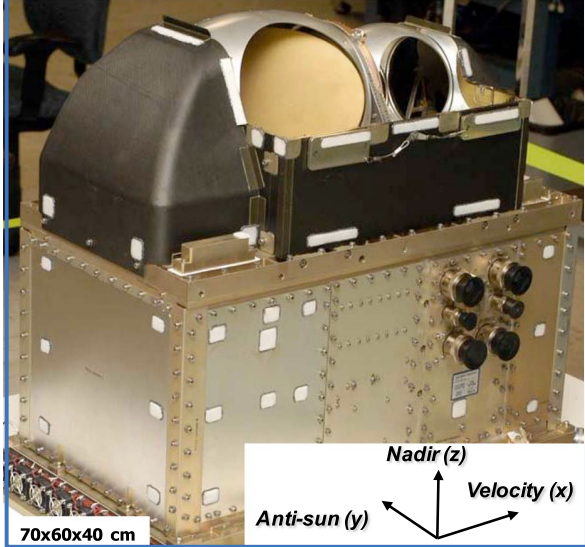 Nadir (z)
Velocity (x)
Anti-sun (y)
70x60x40 cm